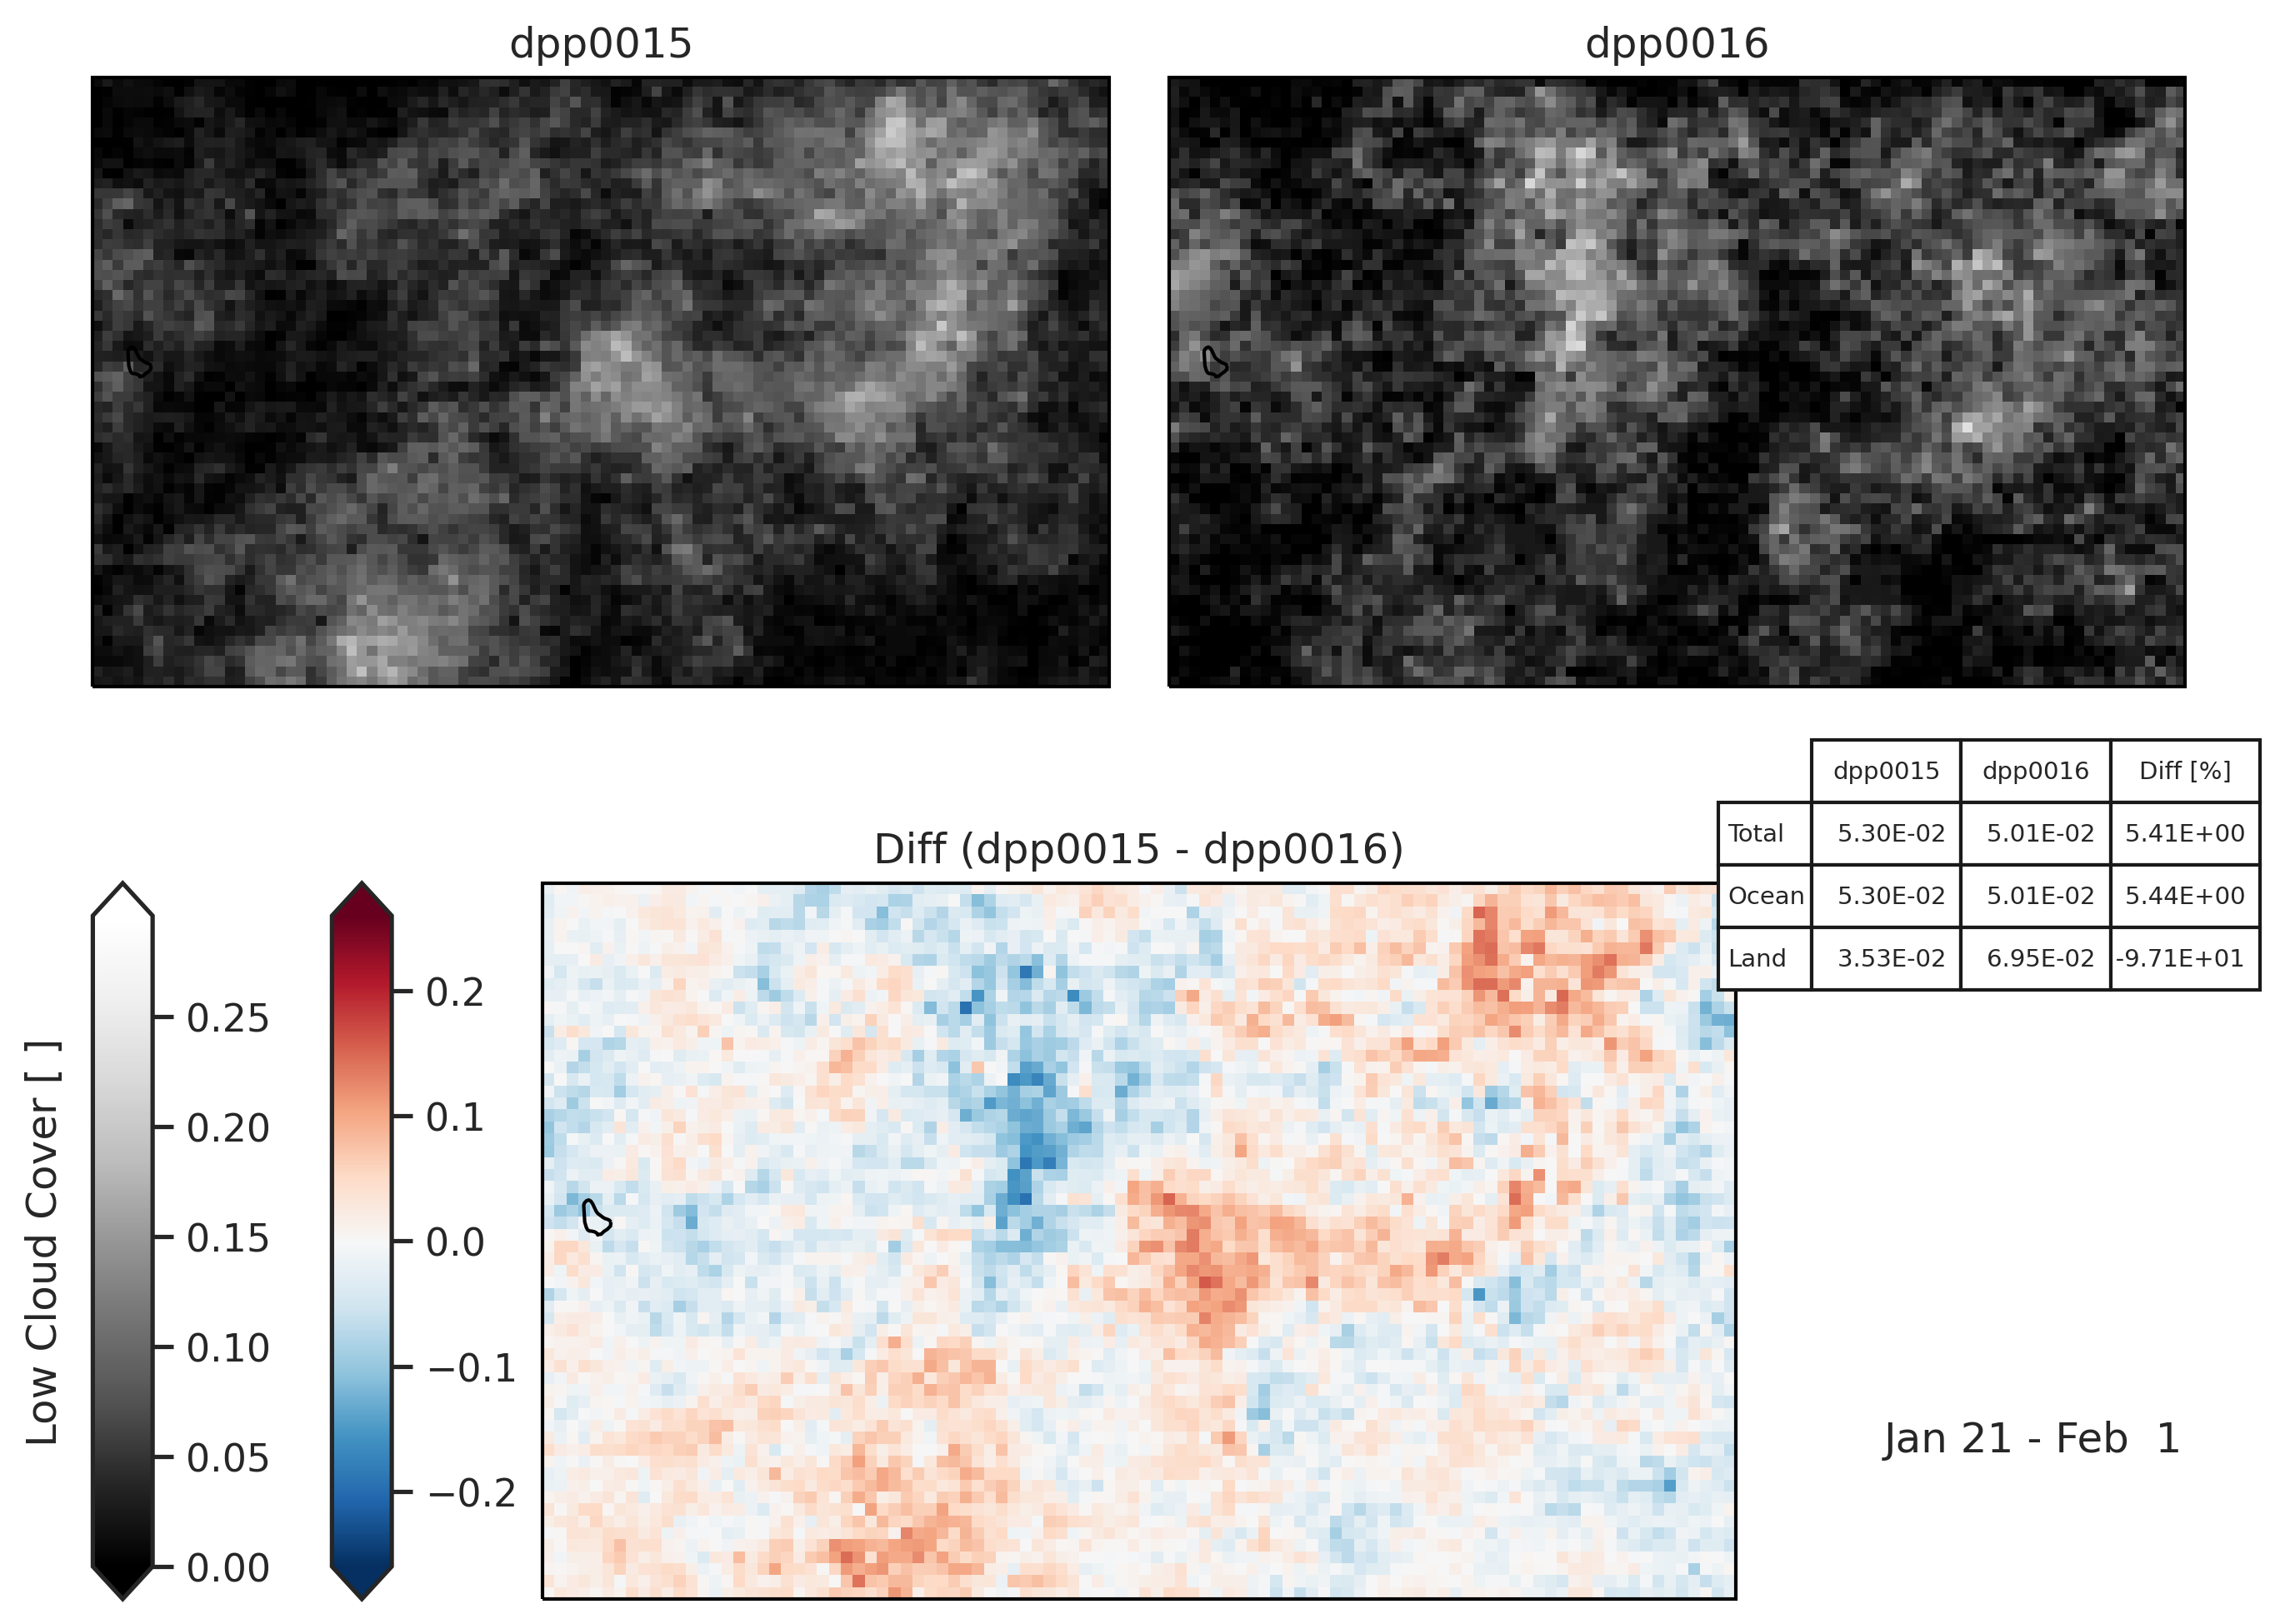 dpp0015
dpp0016
dpp0015 dpp0016 Diff [%]
Total 5.30E-02 5.01E-02 5.41E+00
Ocean 5.30E-02 5.01E-02 5.44E+00
Land 3.53E-02 6.95E-02 -9.71E+01
Diff (dpp0015 - dpp0016)
Low Cloud Cover [ ]
0.25
0.20
0.15
0.10
0.05
0.00
0.2
0.1
0.0
−0.1
−0.2
Jan 21 - Feb  1